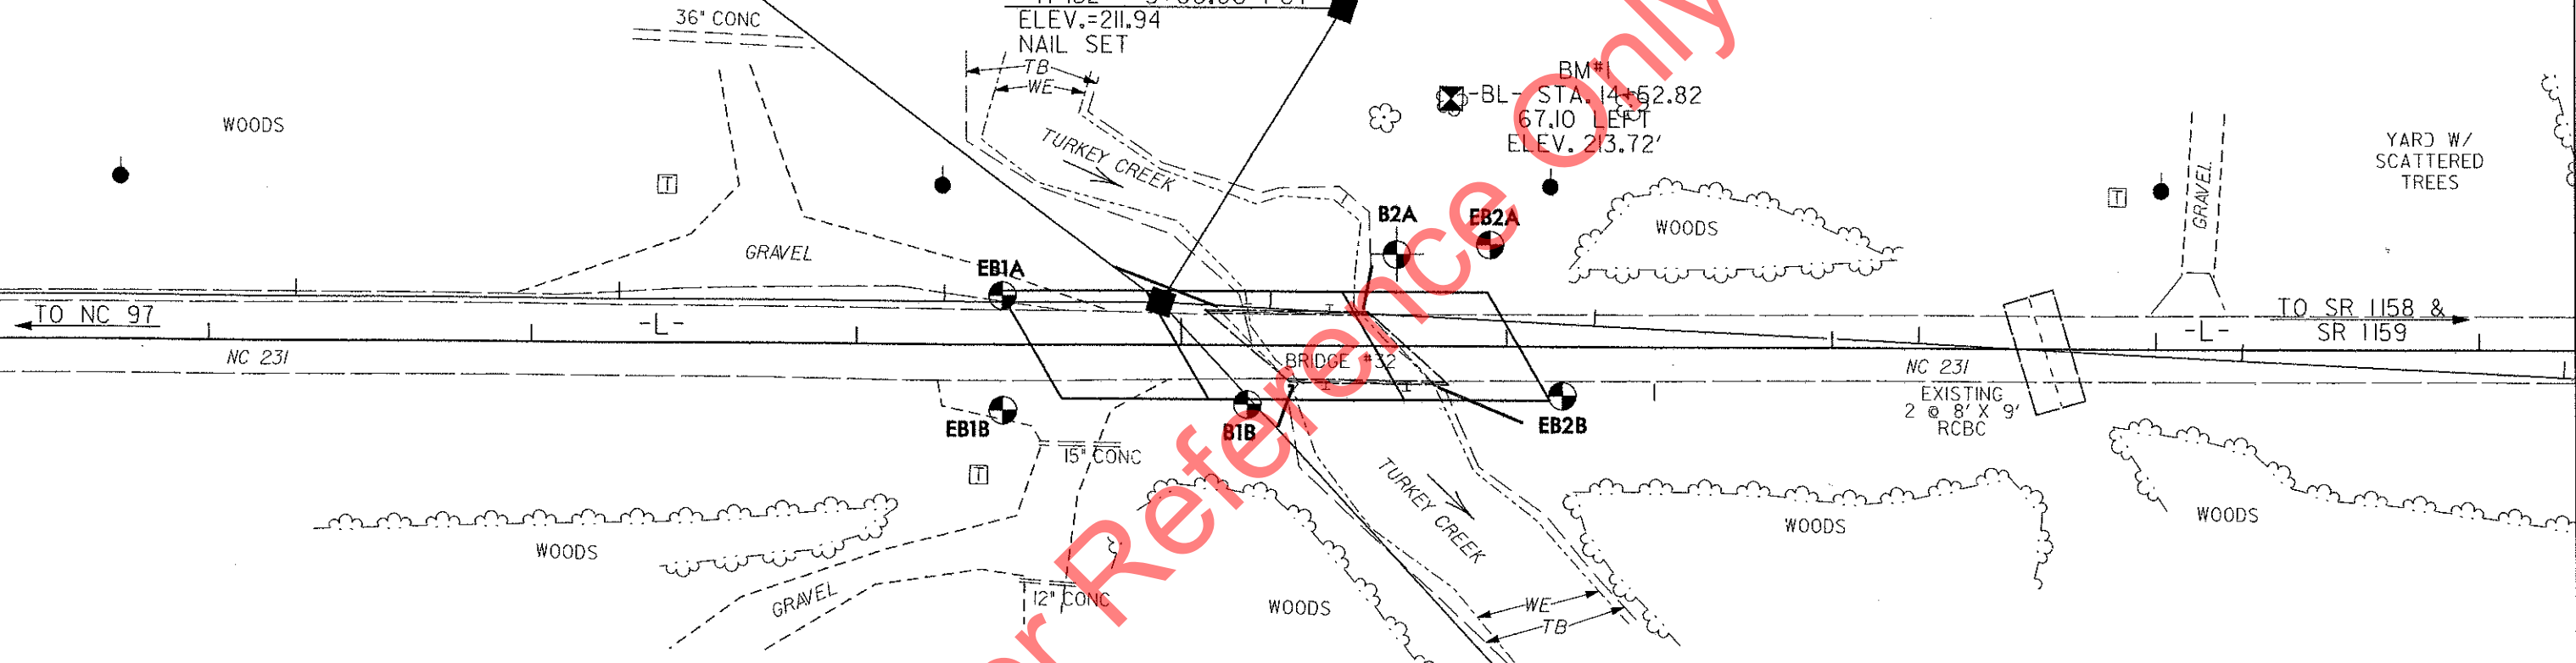 36" CONC
ELEV.=211.94
NAIL SET
TB
WE
BM#1
-BL- STA. 14+52.82
67.10 LEFT
ELEV. 213.72'
WOODS
TURKEY CREEK
YARD W/
SCATTERED
TREES
T
T
GRAVEL
B2A
EB2A
WOODS
GRAVEL
EB1A
TO NC 97
-L-
TO SR 1158 &
SR 1159
-L-
NC 231
BRIDGE #32
NC 231
EXISTING
2 @ 8' X 9'
RCBC
EB1B
B1B
EB2B
15" CONC
T
TURKEY CREEK
WOODS
WOODS
WOODS
GRAVEL
12" CONC
WOODS
WE
TB
Reference Only